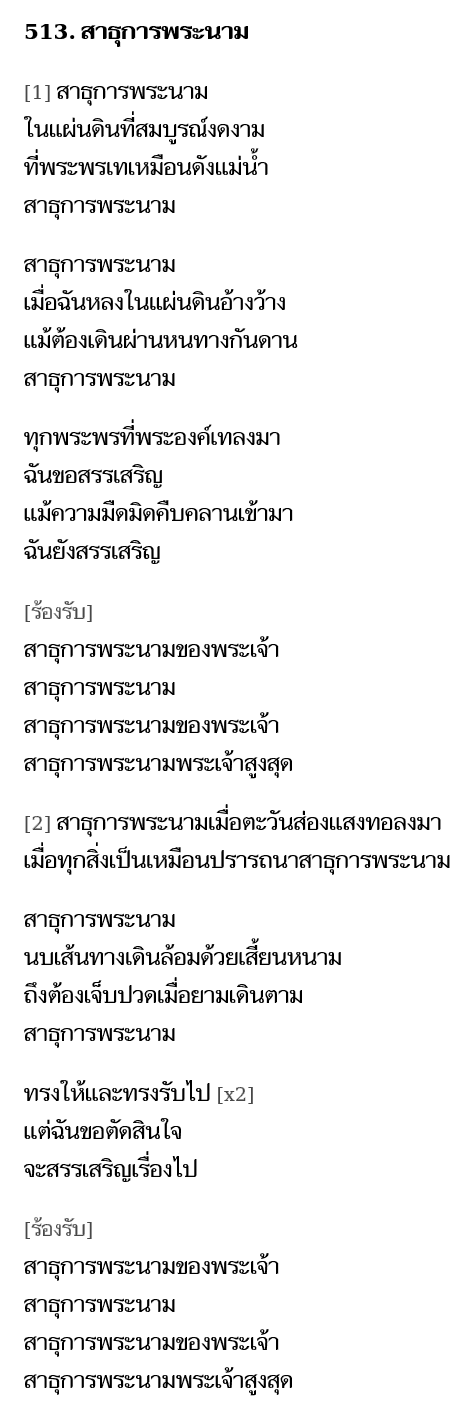 513. สาธุการพระนาม
[1] สาธุการพระนาม
ในแผ่นดินที่สมบูรณ์งดงาม
ที่พระพรเทเหมือนดังแม่น้ำ
สาธุการพระนาม
สาธุการพระนาม
เมื่อฉันหลงในแผ่นดินอ้างว้าง
แม้ต้องเดินผ่านหนทางกันดาน
สาธุการพระนาม
ทุกพระพรที่พระองค์เทลงมา
ฉันขอสรรเสริญ
แม้ความมืดมิดคืบคลานเข้ามา
ฉันยังสรรเสริญ
[ร้องรับ]
สาธุการพระนามของพระเจ้า
สาธุการพระนาม
สาธุการพระนามของพระเจ้า
สาธุการพระนามพระเจ้าสูงสุด
[2] สาธุการพระนามเมื่อตะวันส่องแสงทอลงมา
เมื่อทุกสิ่งเป็นเหมือนปรารถนาสาธุการพระนาม
สาธุการพระนาม
นบเส้นทางเดินล้อมด้วยเสี้ยนหนาม
ถึงต้องเจ็บปวดเมื่อยามเดินตาม
สาธุการพระนาม
ทรงให้และทรงรับไป [x2]
แต่ฉันขอตัดสินใจ
จะสรรเสริญเรื่องไป
[ร้องรับ]
สาธุการพระนามของพระเจ้า
สาธุการพระนาม
สาธุการพระนามของพระเจ้า
สาธุการพระนามพระเจ้าสูงสุด